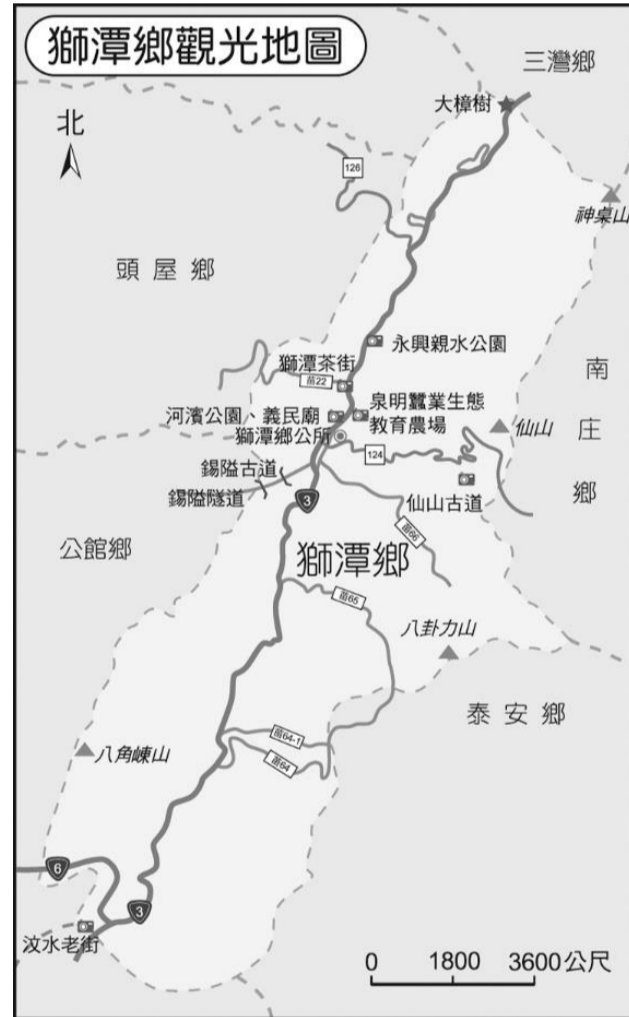 獅潭鄉觀光地圖
三灣鄉
大樟樹
北
126
神桌山
頭屋鄉
永興親水公園
獅潭茶街
苗22
南庄鄉
河濱公園、義民廟
泉明蠶業生態
教育農場
仙山
獅潭鄉公所
124
錫隘古道
仙山古道
錫隘隧道
3
苗66
公館鄉
獅潭鄉
苗65
八卦力山
泰安鄉
苗64-1
八角崠山
苗64
6
3
汶水老街
0 1800 3600公尺